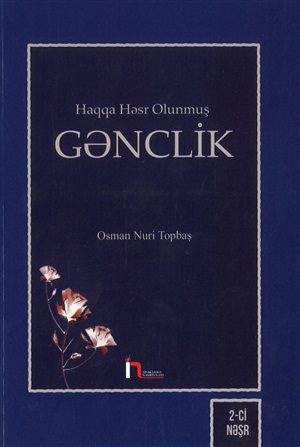 Haqqa Həsr Olunmuş
GƏNCLİK
Osman Nuri Topbaş
2-Cİ
NƏŞR